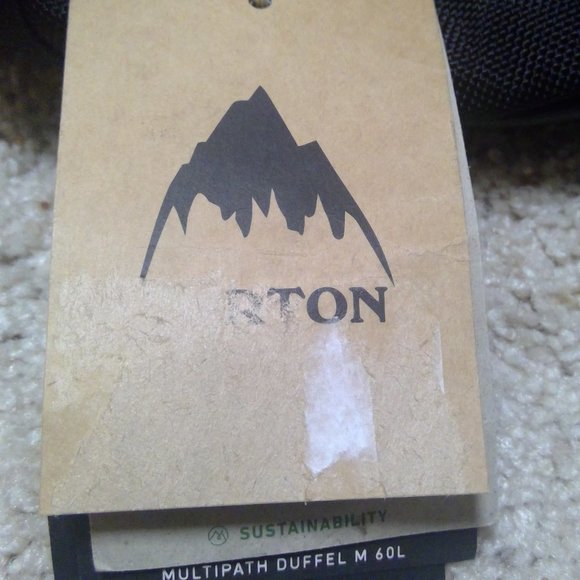 RTON
SUSTAINABILITY
MULTIPATH DUFFEL M 60L